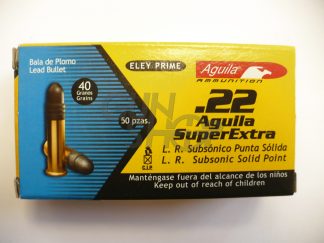 Bala de Plomo
Lead Bullet
ELEY PRIME
Aguila
AMMUNITION
40
Granos
Grains
50 pzas.
.22
Aguila
SuperExtra
L. R. Subsónico Punta Sólida
L. R. Subsonic Solid Point
C.I.P.
Manténgase fuera del alcance de los niños
Keep out of reach of children